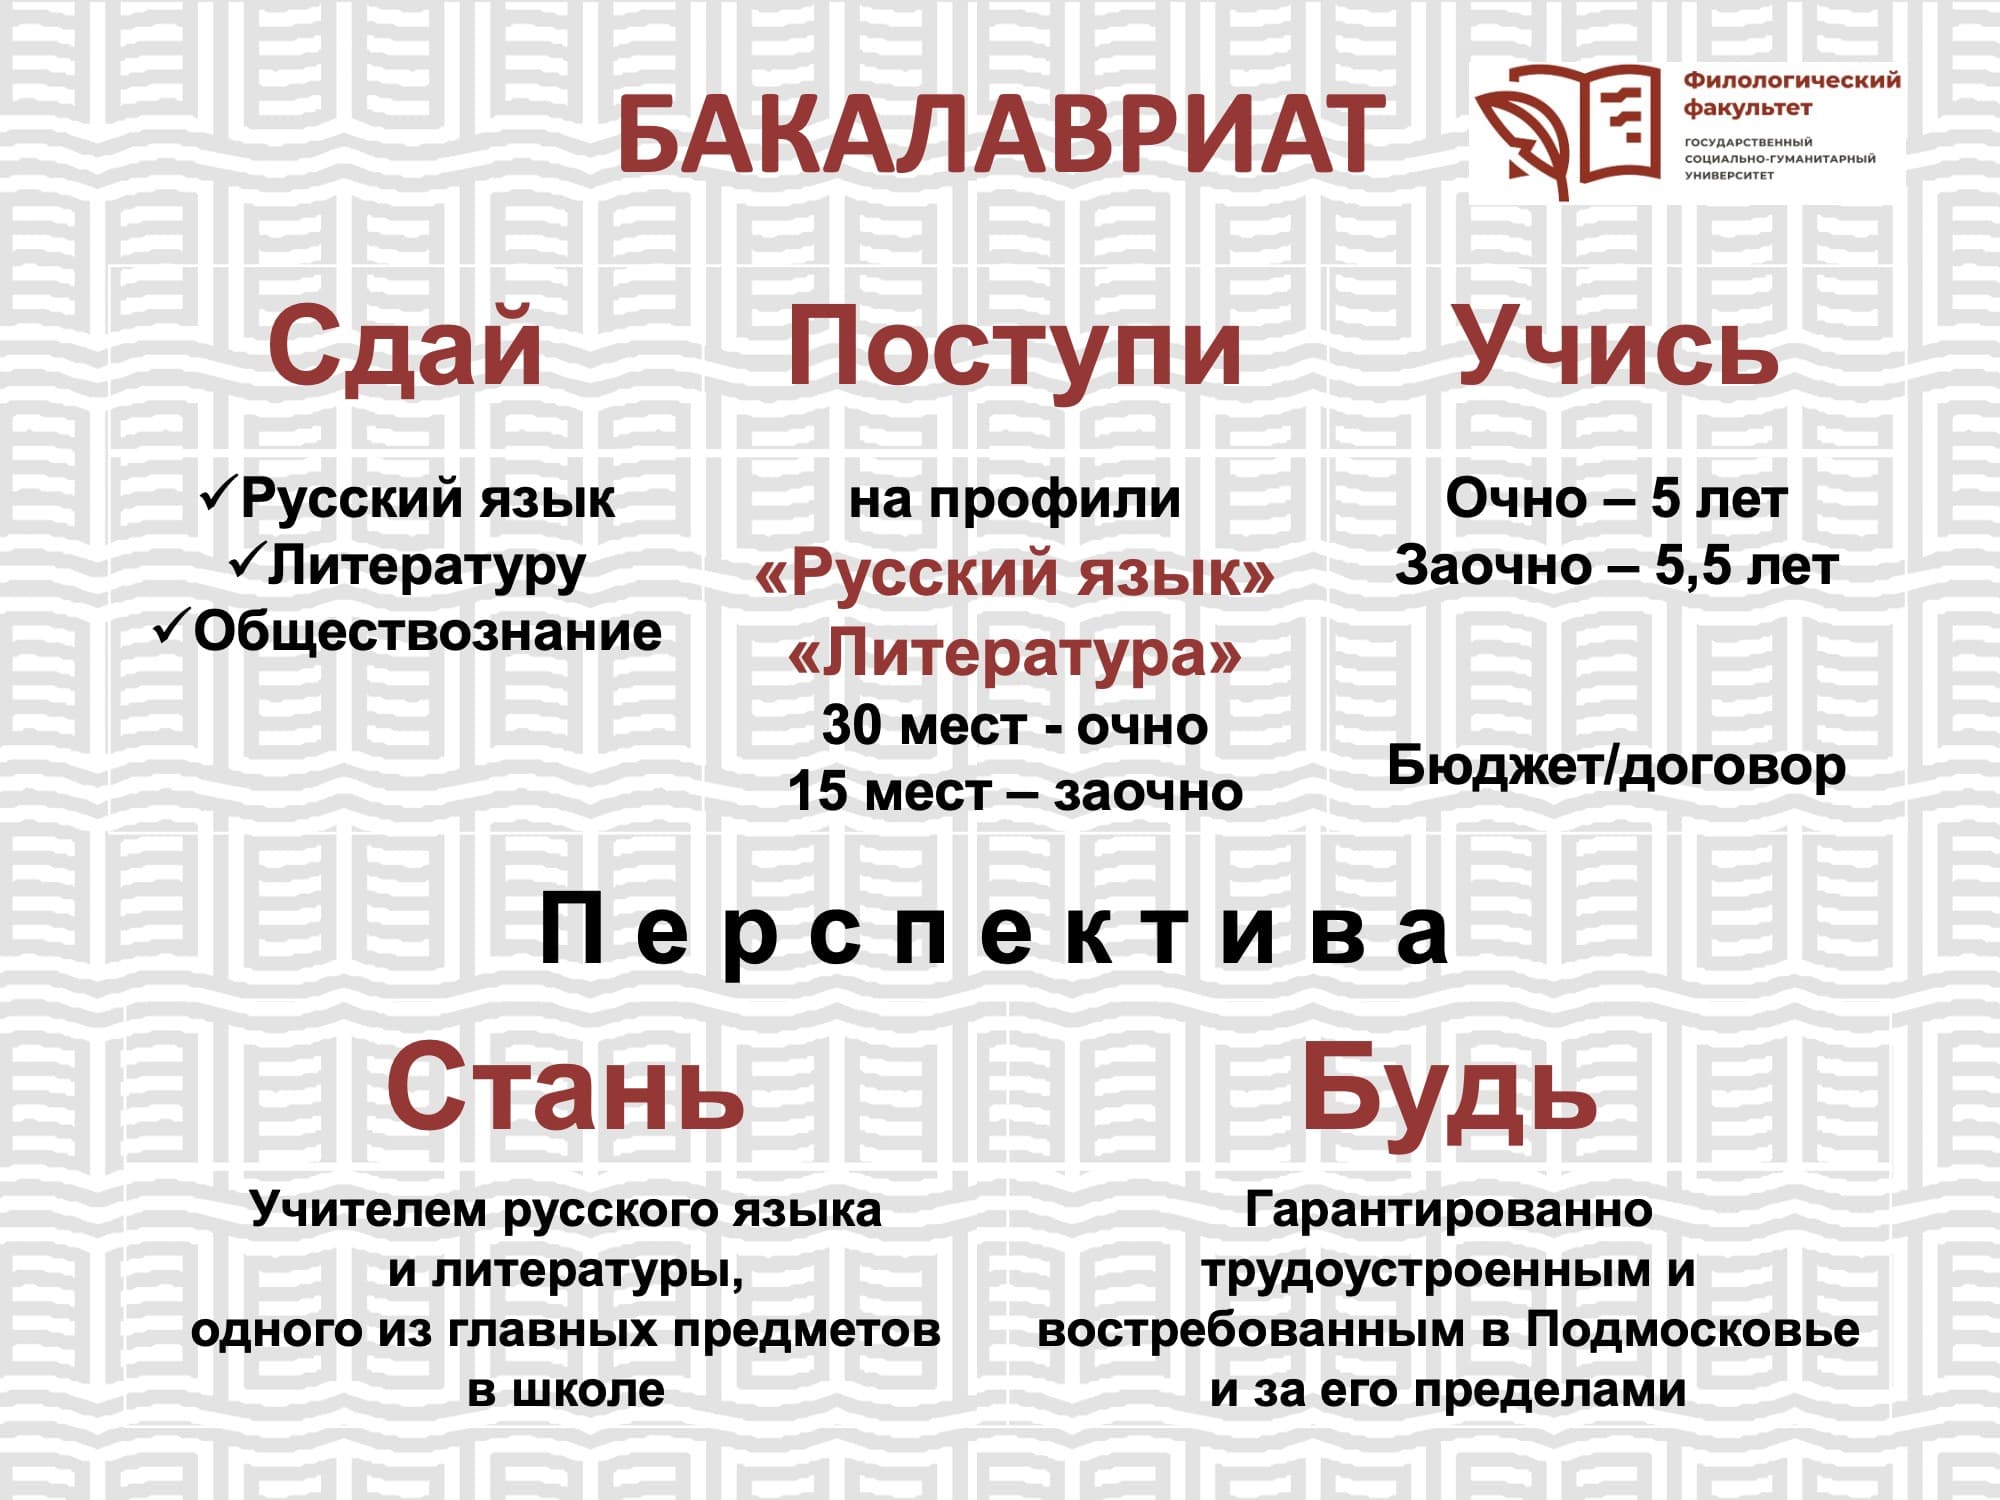 БАКАЛАВРИАТ
Филологический
факультет
ГОСУДАРСТВЕННЫЙ
СОЦИАЛЬНО-ГУМАНИТАРНЫЙ
УНИВЕРСИТЕТ
Сдай
✓Русский язык
✓Литературу
✓Обществознание
Поступи
на профили
«Русский язык»
«Литература»
30 мест - очно
15 мест – заочно
Учись
Очно – 5 лет
Заочно – 5,5 лет
Бюджет/договор
П е р с п е к т и в а
Стань
Учителем русского языка
и литературы,
одного из главных предметов
в школе
Будь
Гарантированно
трудоустроенным и
востребованным в Подмосковье
и за его пределами